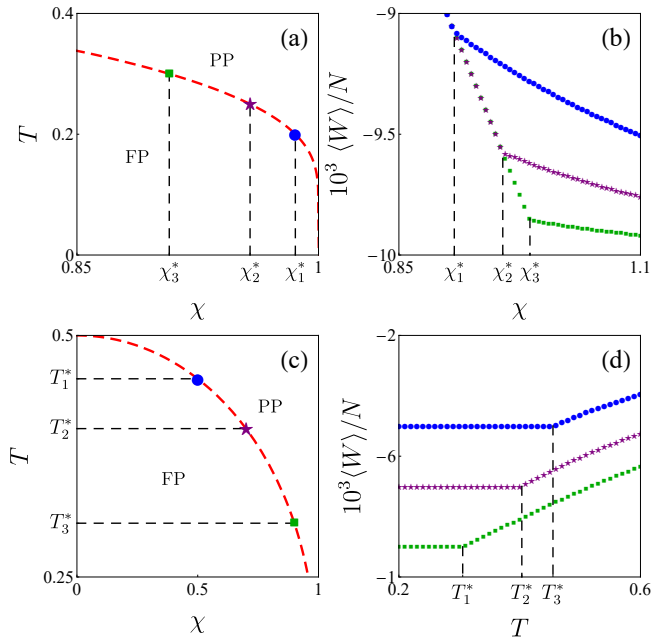 0.4
(a)
PP
T
0.2
FP
0
0.85
χ₃*
χ₂*
χ₁*
1
χ
−9
(b)
10³ ⟨W⟩/N
−9.5
−10
0.85
χ₁*
χ₂*
χ₃*
1.1
χ
0.5
(c)
T₁*
PP
T₂*
T
FP
T₃*
0.25
0
0.5
1
χ
−2
(d)
10³⟨W⟩/N
−6
−1
0.2
T₁*
T₂*
T₃*
0.6
T